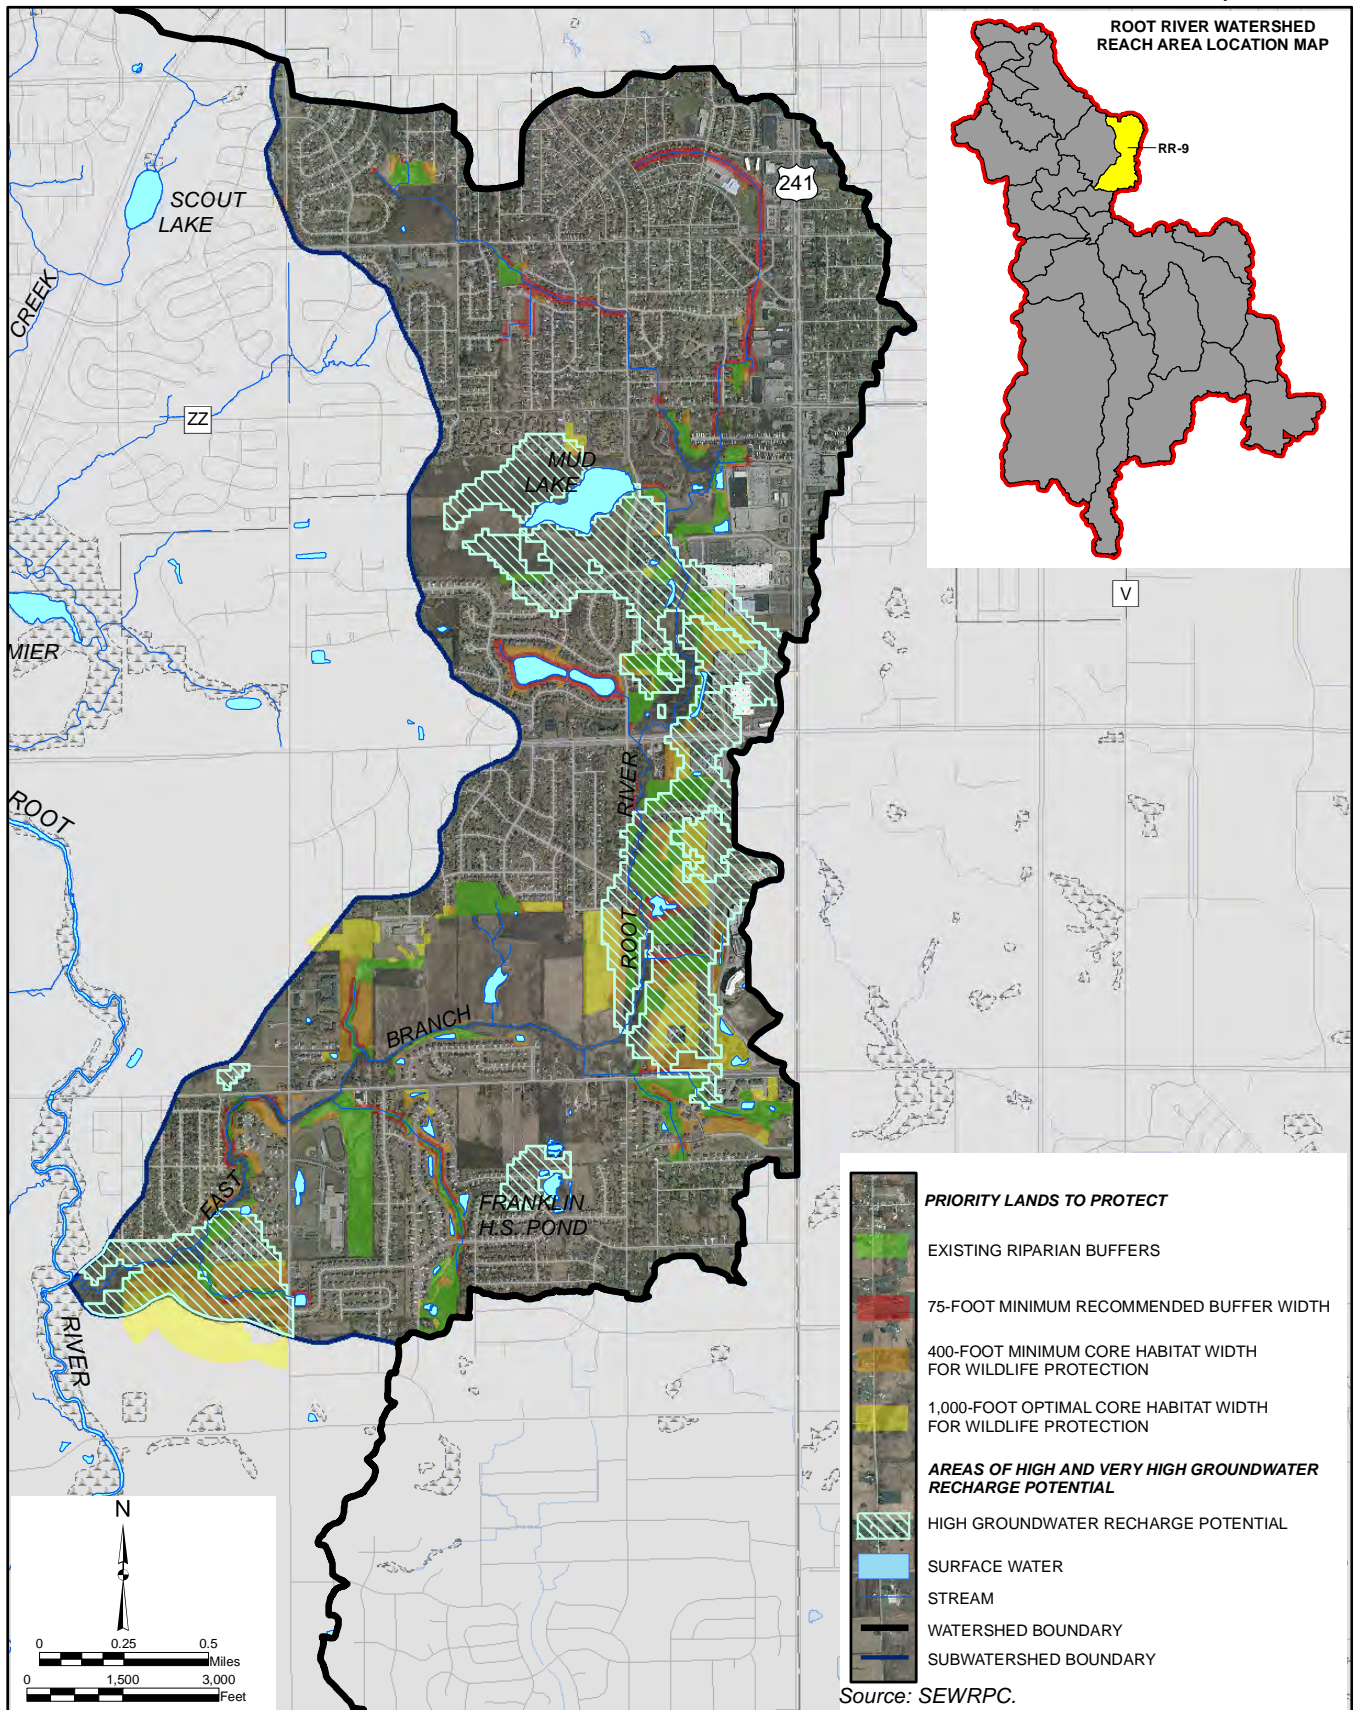 ROOT RIVER WATERSHED
REACH AREA LOCATION MAP
RR-9
241
SCOUT
LAKE
CREEK
ZZ
MUD
LAKE
V
MIER
ROOT
RIVER
ROOT
BRANCH
EAST
FRANKLIN
H.S. POND
RIVER
PRIORITY LANDS TO PROTECT
EXISTING RIPARIAN BUFFERS
75-FOOT MINIMUM RECOMMENDED BUFFER WIDTH
400-FOOT MINIMUM CORE HABITAT WIDTH
FOR WILDLIFE PROTECTION
1,000-FOOT OPTIMAL CORE HABITAT WIDTH
FOR WILDLIFE PROTECTION
AREAS OF HIGH AND VERY HIGH GROUNDWATER
RECHARGE POTENTIAL
HIGH GROUNDWATER RECHARGE POTENTIAL
SURFACE WATER
STREAM
WATERSHED BOUNDARY
SUBWATERSHED BOUNDARY
N
0 0.25 0.5
Miles
0 1,500 3,000
Feet
Source: SEWRPC.